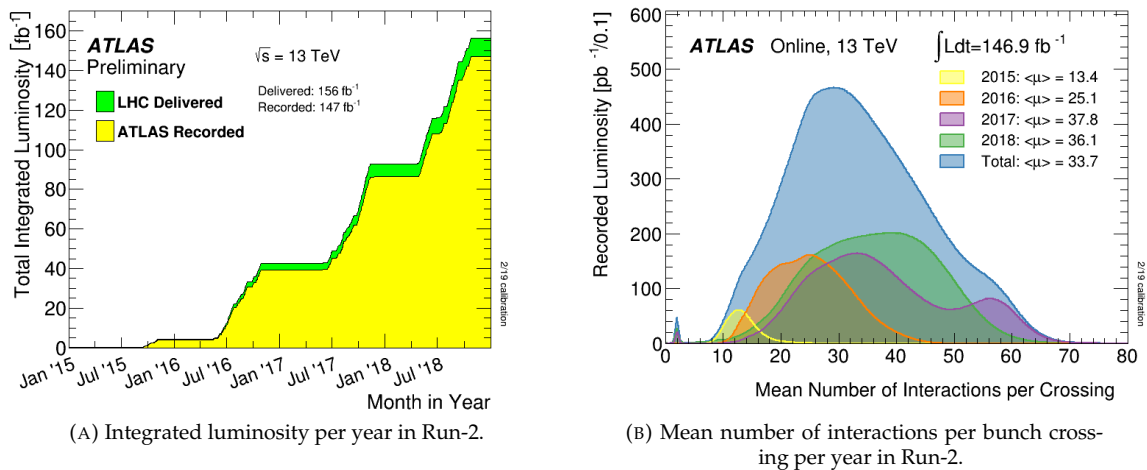 Total Integrated Luminosity [fb⁻¹]
160
140
120
100
80
60
40
20
0
ATLAS
Preliminary
√s = 13 TeV
Delivered: 156 fb⁻¹
Recorded: 147 fb⁻¹
LHC Delivered
ATLAS Recorded
2/19 calibration
Jan '15
Jul '15
Jan '16
Jul '16
Jan '17
Jul '17
Jan '18
Jul '18
Month in Year
(A) Integrated luminosity per year in Run-2.
Recorded Luminosity [pb⁻¹/0.1]
600
500
400
300
200
100
0
ATLAS Online, 13 TeV ∫Ldt=146.9 fb⁻¹
2015: <μ> = 13.4
2016: <μ> = 25.1
2017: <μ> = 37.8
2018: <μ> = 36.1
Total: <μ> = 33.7
2/19 calibration
0 10 20 30 40 50 60 70 80
Mean Number of Interactions per Crossing
(B) Mean number of interactions per bunch cross-
ing per year in Run-2.